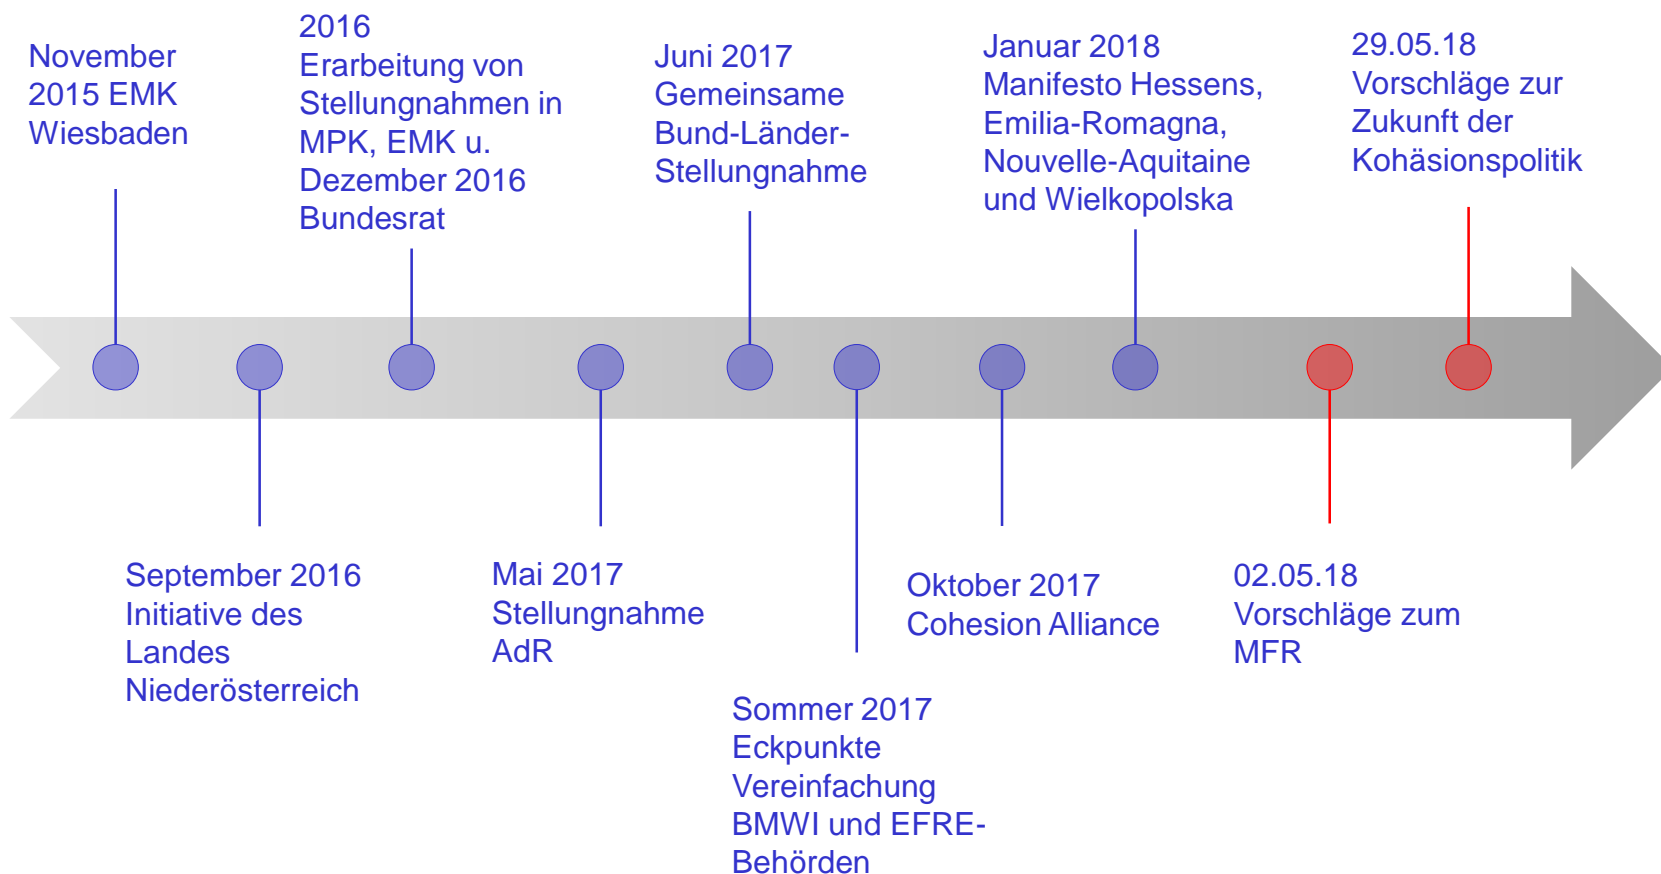 November
2015 EMK
Wiesbaden
2016
Erarbeitung von
Stellungnahmen in
MPK, EMK u.
Dezember 2016
Bundesrat
Juni 2017
Gemeinsame
Bund-Länder-
Stellungnahme
Januar 2018
Manifesto Hessens,
Emilia-Romagna,
Nouvelle-Aquitaine
und Wielkopolska
29.05.18
Vorschläge zur
Zukunft der
Kohäsionspolitik
September 2016
Initiative des
Landes
Niederösterreich
Mai 2017
Stellungnahme
AdR
Sommer 2017
Eckpunkte
Vereinfachung
BMWI und EFRE-
Behörden
Oktober 2017
Cohesion Alliance
02.05.18
Vorschläge zum
MFR